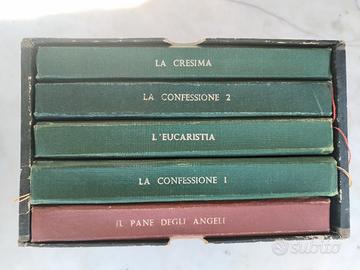 LA CRESIMA
LA CONFESSIONE 2
L'EUCARISTIA
LA CONFESSIONE 1
IL PANE DEGLI ANGELI
subito